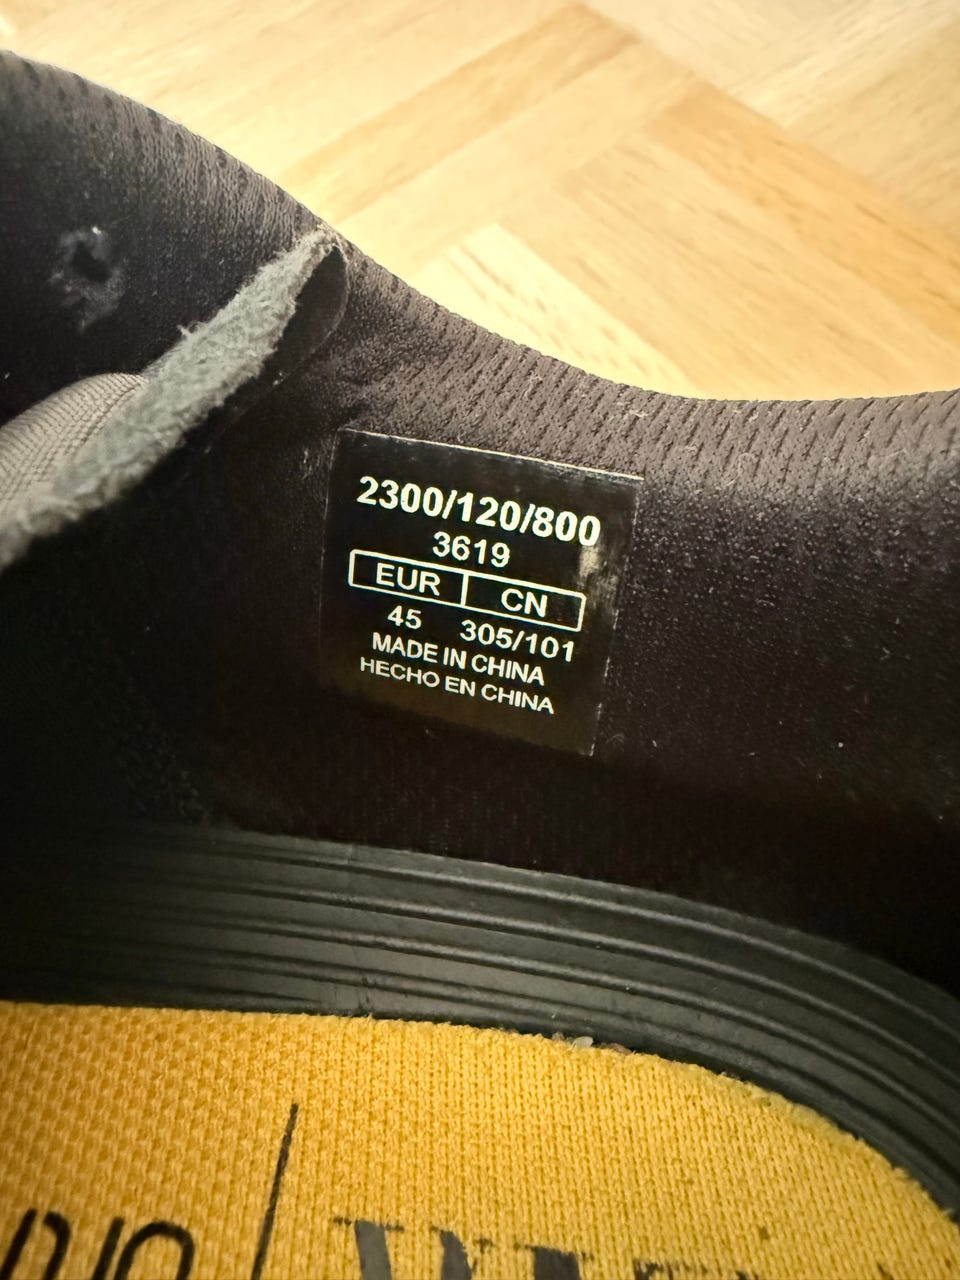 2300/120/800
3619
EUR CN
45 305/101
MADE IN CHINA
HECHO EN CHINA